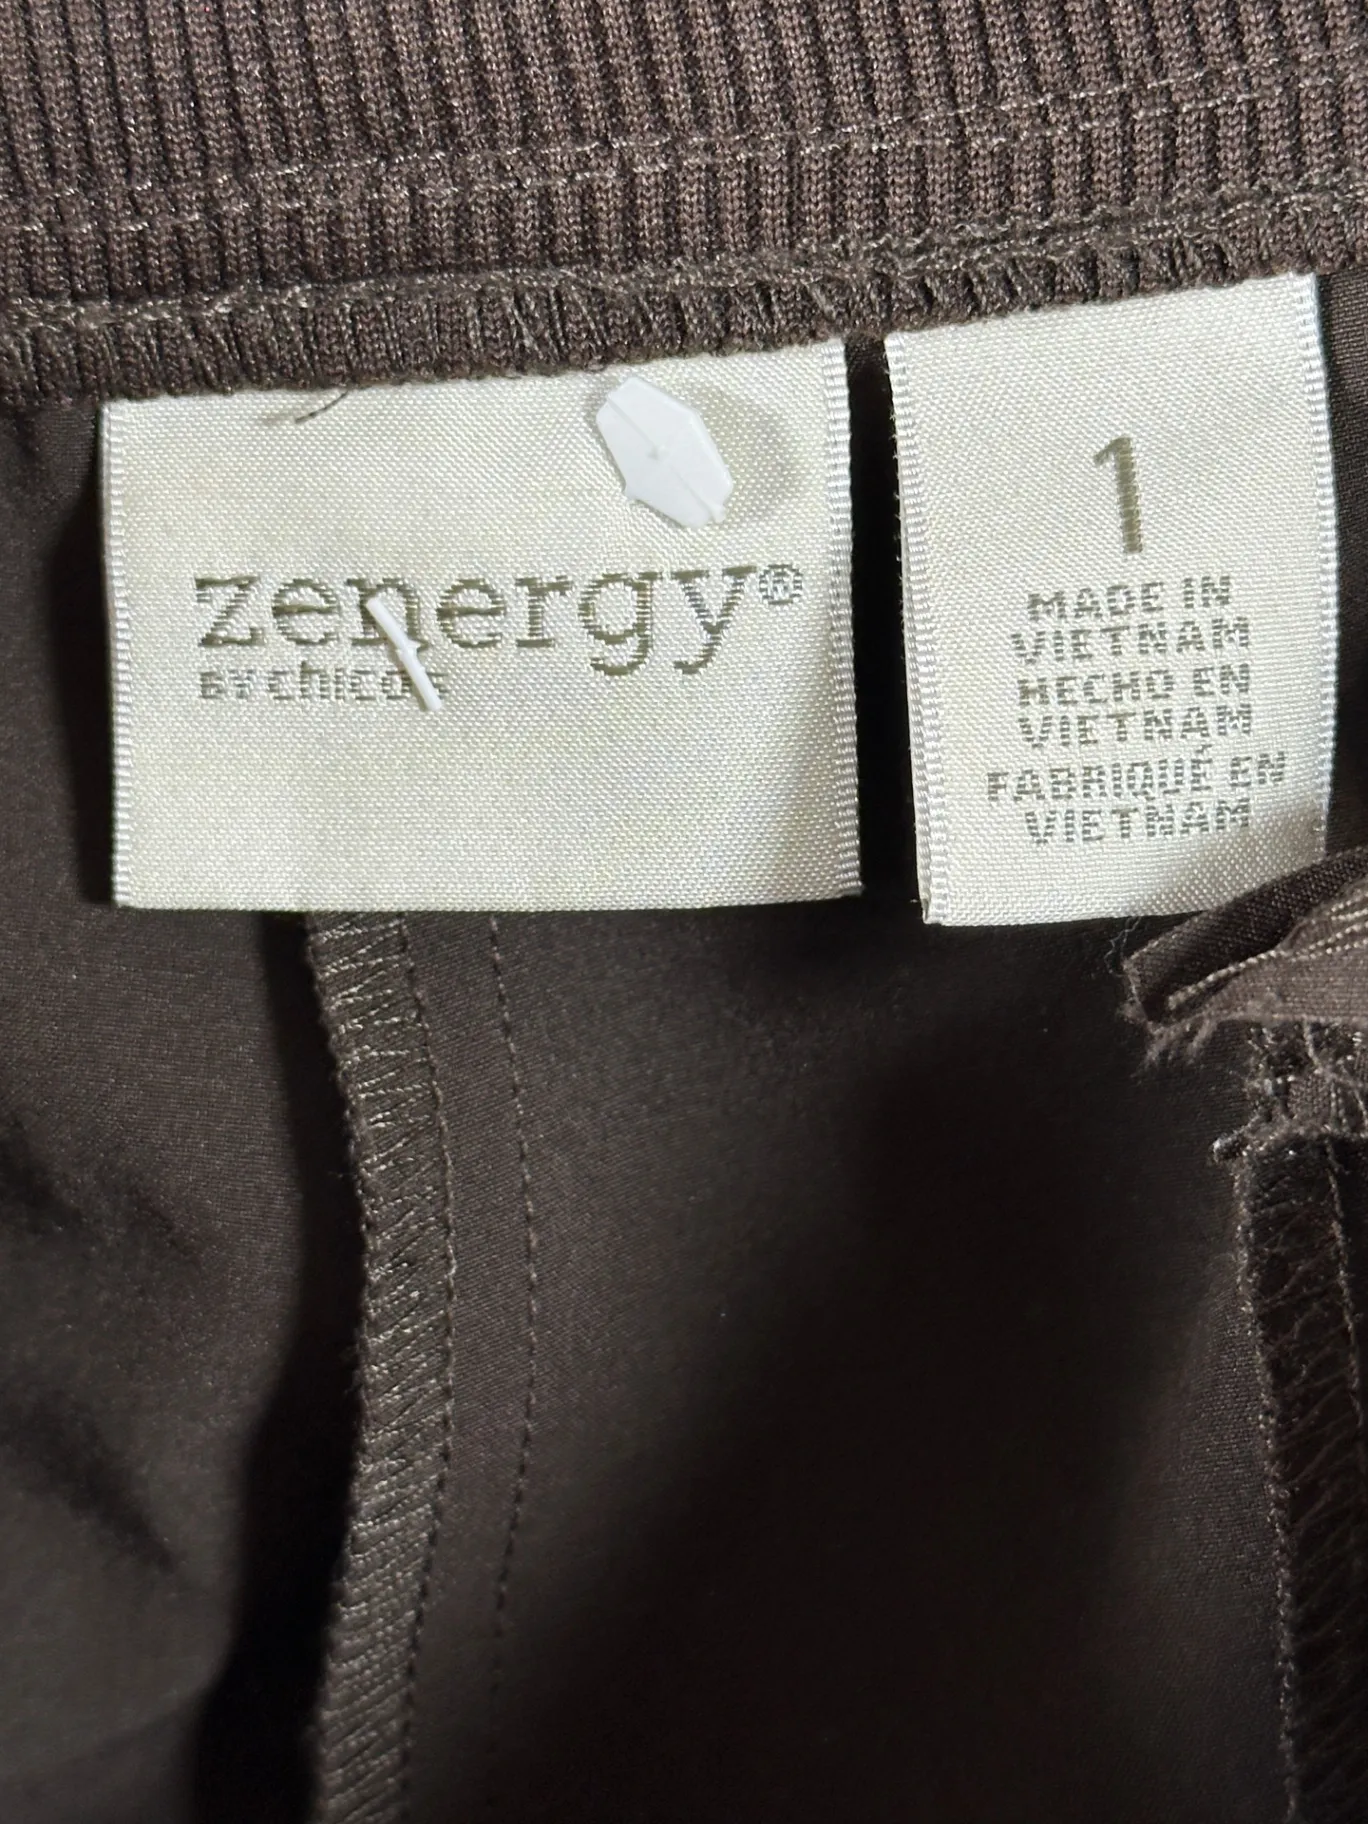 zenergy®
BY chico's
1
MADE IN
VIETNAM
HECHO EN
VIETNAM
FABRIQUÉ EN
VIETNAM